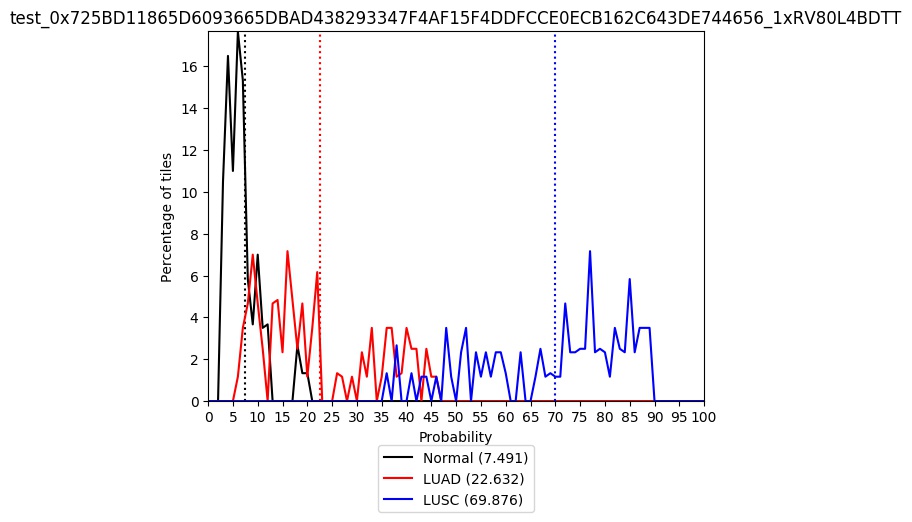 test_0x725BD11865D6093665DBAD438293347F4AF15F4DDFCCE0ECB162C643DE744656_1xRV80L4BDTT
16
14
12
10
8
6
4
2
0
Percentage of tiles
0 5 10 15 20 25 30 35 40 45 50 55 60 65 70 75 80 85 90 95 100
Probability
Normal (7.491)
LUAD (22.632)
LUSC (69.876)